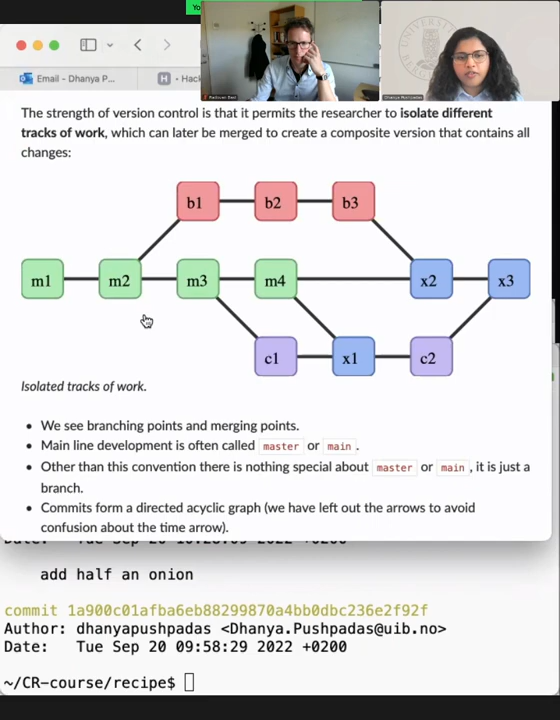 Email - Dhanya P...
H - Hack
The strength of version control is that it permits the researcher to isolate different
tracks of work, which can later be merged to create a composite version that contains all
changes:
b1 b2 b3
m1 m2 m3 m4 x2 x3
c1 x1 c2
Isolated tracks of work.
• We see branching points and merging points.
• Main line development is often called master or main .
• Other than this convention there is nothing special about master or main , it is just a
branch.
• Commits form a directed acyclic graph (we have left out the arrows to avoid
confusion about the time arrow).
add half an onion
commit 1a900c01afba6eb88299870a4bb0dbc236e2f92f
Author: dhanyapushpadas <Dhanya.Pushpadas@uib.no>
Date: Tue Sep 20 09:58:29 2022 +0200
~/CR-course/recipe$